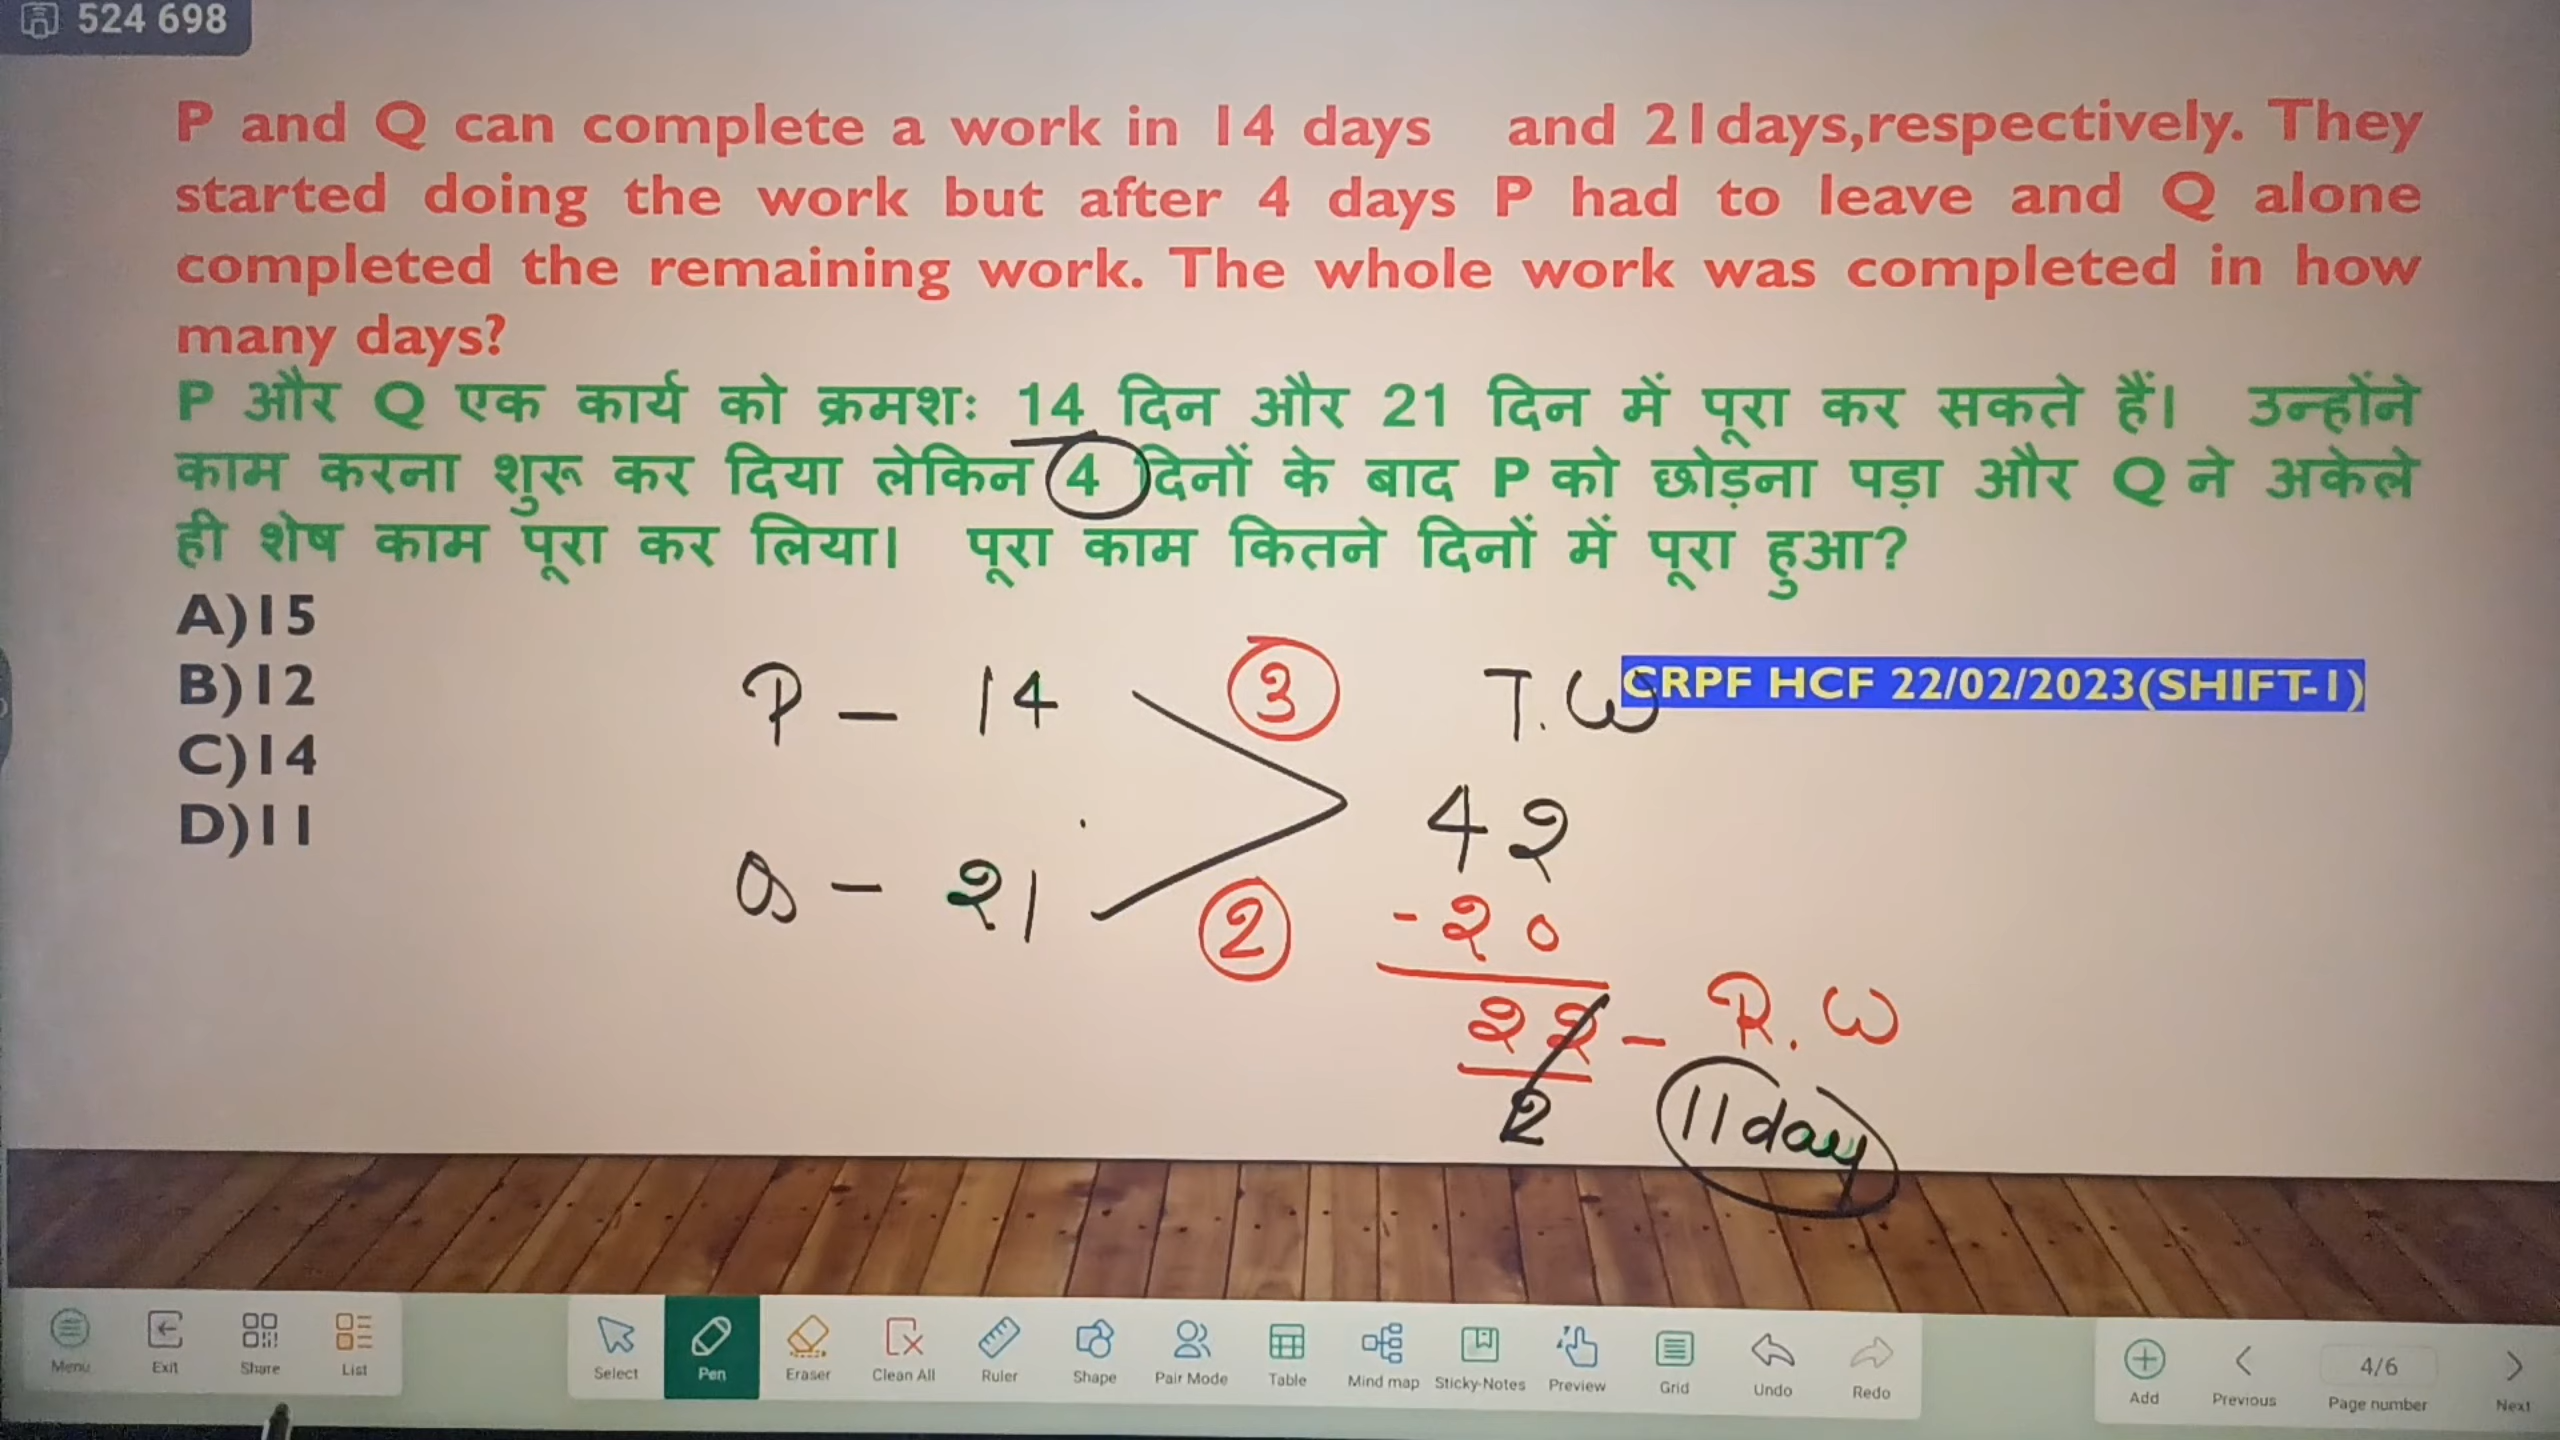 524 698
P and Q can complete a work in 14 days and 21days,respectively. They
started doing the work but after 4 days P had to leave and Q alone
completed the remaining work. The whole work was completed in how
many days?
P और Q एक कार्य को क्रमशः 14 दिन और 21 दिन में पूरा कर सकते हैं। उन्होंने
काम करना शुरू कर दिया लेकिन 4 दिनों के बाद P को छोड़ना पड़ा और Q ने अकेले
ही शेष काम पूरा कर लिया। पूरा काम कितने दिनों में पूरा हुआ?
A)15
B)12
C)14
D)11
CRPF HCF 22/02/2023(SHIFT-1)
P - 14 3 T.W
42
Q - 21 2 -20
22 - R.W
2 11 day
Menu Exit Share List Select Pen Eraser Clean All Ruler Shape Pair Mode Table Mind map Sticky-Notes Preview Grid Undo Redo Add Previous 4/6 Page number Next